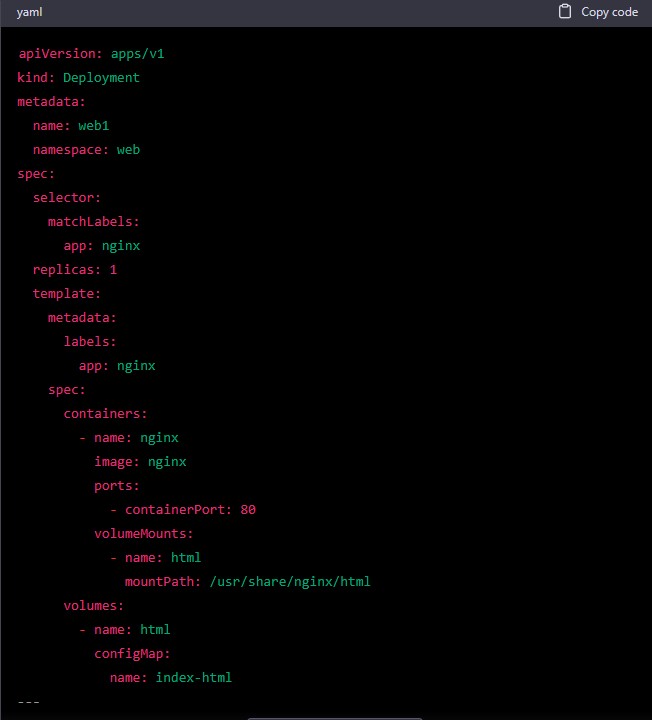 yaml
Copy code
apiVersion: apps/v1
kind: Deployment
metadata:
  name: web1
  namespace: web
spec:
  selector:
    matchLabels:
      app: nginx
  replicas: 1
  template:
    metadata:
      labels:
        app: nginx
    spec:
      containers:
        - name: nginx
          image: nginx
          ports:
            - containerPort: 80
          volumeMounts:
            - name: html
              mountPath: /usr/share/nginx/html
      volumes:
        - name: html
          configMap:
            name: index-html
---